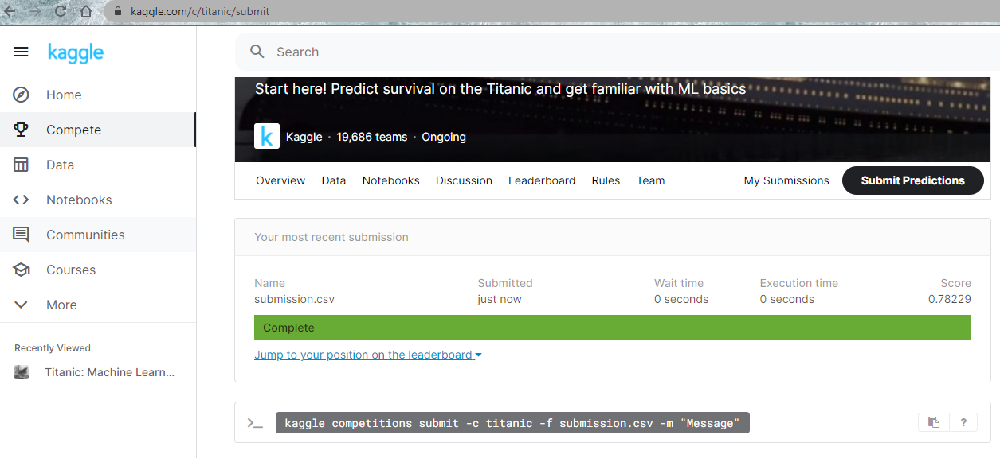 kaggle.com/c/titanic/submit
kaggle
Search
Home
Compete
Data
Notebooks
Communities
Courses
More
Recently Viewed
Titanic: Machine Learn...
Start here! Predict survival on the Titanic and get familiar with ML basics
k Kaggle · 19,686 teams · Ongoing
Overview Data Notebooks Discussion Leaderboard Rules Team My Submissions Submit Predictions
Your most recent submission
Name Submitted Wait time Execution time Score
submission.csv just now 0 seconds 0 seconds 0.78229
Complete
Jump to your position on the leaderboard
>_ kaggle competitions submit -c titanic -f submission.csv -m "Message" ?